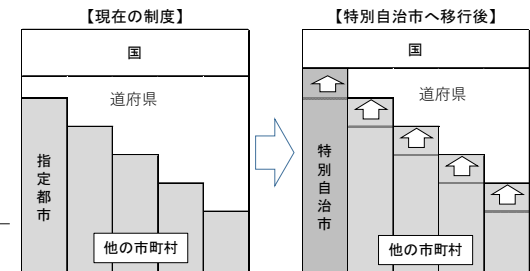 【現在の制度】
国
道府県
指定都市
他の市町村
【特別自治市へ移行後】
国
道府県
特別自治市
他の市町村